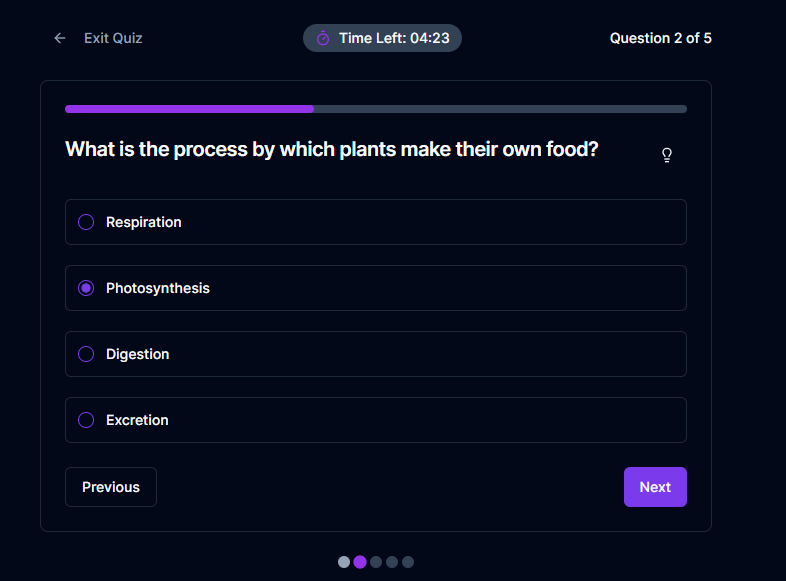 Exit Quiz
Time Left: 04:23
Question 2 of 5
What is the process by which plants make their own food?
Respiration
Photosynthesis
Digestion
Excretion
Previous
Next